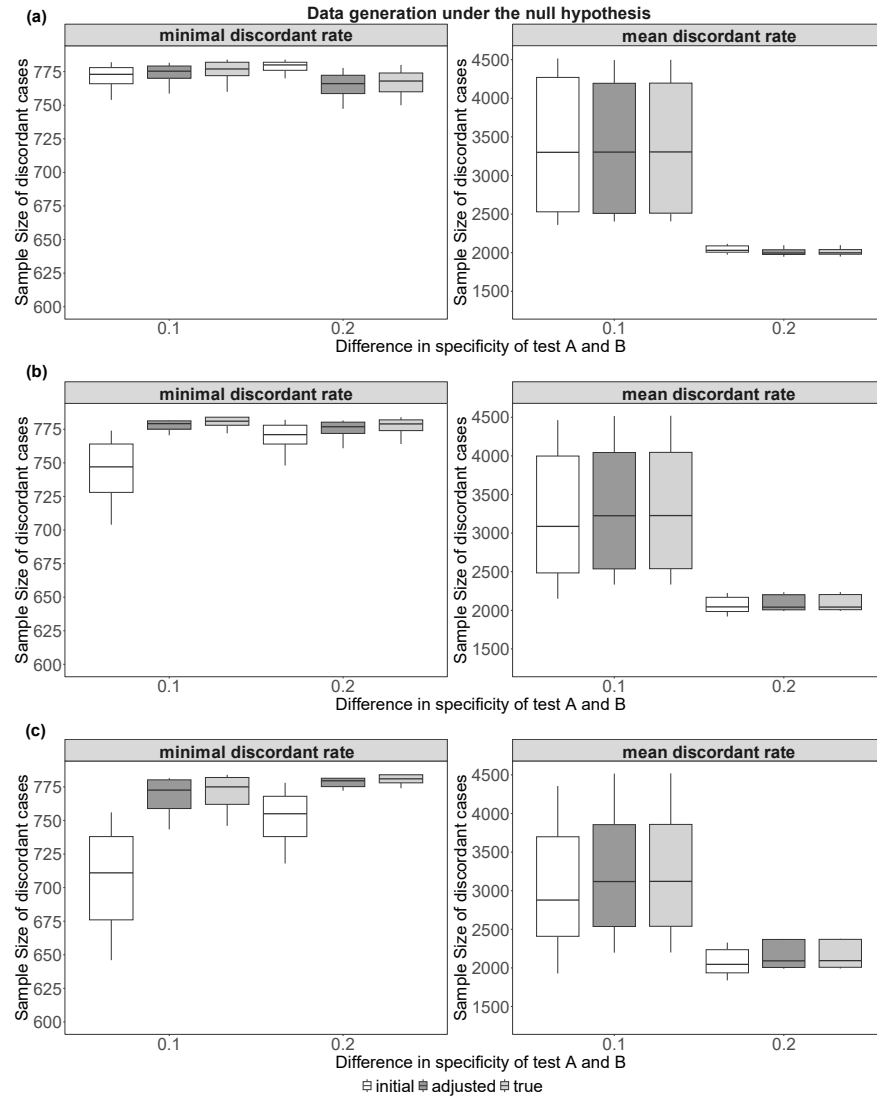 Data generation under the null hypothesis
(a)
minimal discordant rate
mean discordant rate
Sample Size of discordant cases
775
750
725
700
675
650
625
600
0.1
0.2
Sample Size of discordant cases
4500
4000
3500
3000
2500
2000
1500
0.1
0.2
Difference in specificity of test A and B
(b)
minimal discordant rate
mean discordant rate
Sample Size of discordant cases
775
750
725
700
675
650
625
600
0.1
0.2
Sample Size of discordant cases
4500
4000
3500
3000
2500
2000
1500
0.1
0.2
Difference in specificity of test A and B
(c)
minimal discordant rate
mean discordant rate
Sample Size of discordant cases
775
750
725
700
675
650
625
600
0.1
0.2
Sample Size of discordant cases
4500
4000
3500
3000
2500
2000
1500
0.1
0.2
Difference in specificity of test A and B
initial adjusted true